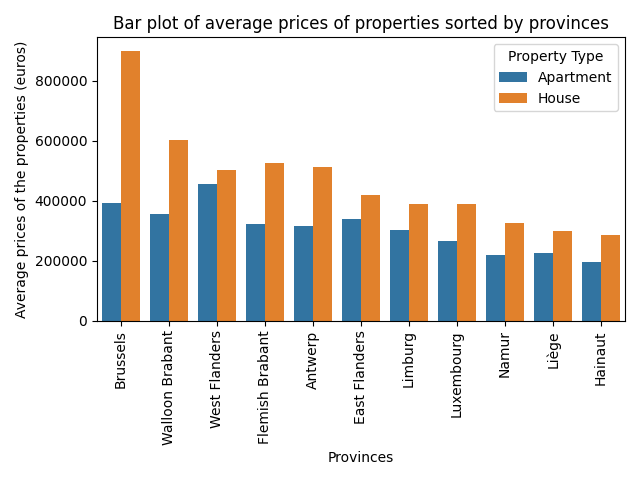 Bar plot of average prices of properties sorted by provinces
Average prices of the properties (euros)
800000
600000
400000
200000
0
Property Type
Apartment
House
Brussels
Walloon Brabant
West Flanders
Flemish Brabant
Antwerp
East Flanders
Limburg
Luxembourg
Namur
Liège
Hainaut
Provinces